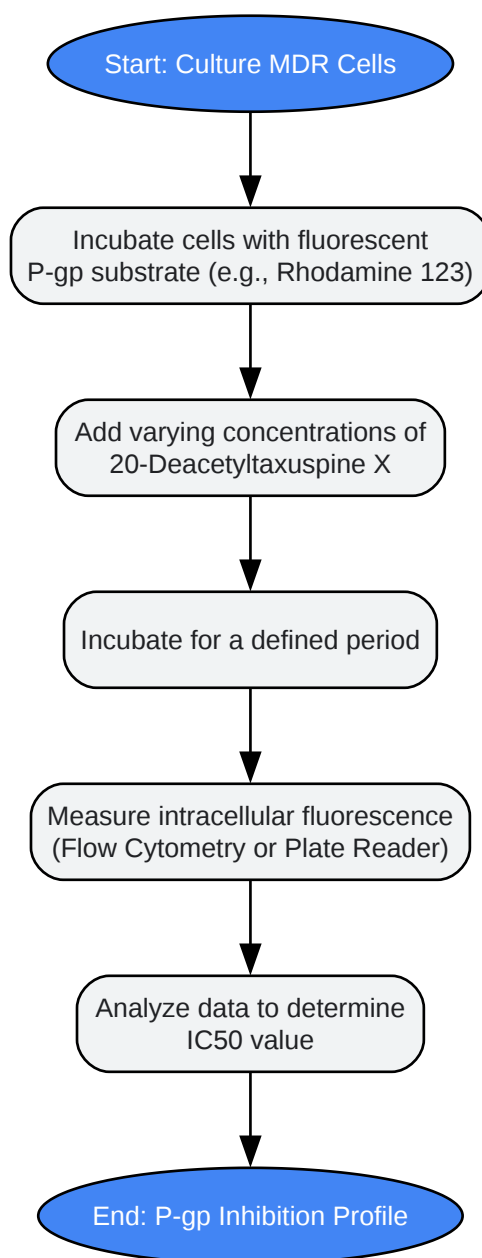 Start: Culture MDR Cells
Incubate cells with fluorescent
P-gp substrate (e.g., Rhodamine 123)
Add varying concentrations of
20-Deacetyltaxuspine X
Incubate for a defined period
Measure intracellular fluorescence
(Flow Cytometry or Plate Reader)
Analyze data to determine
IC50 value
End: P-gp Inhibition Profile